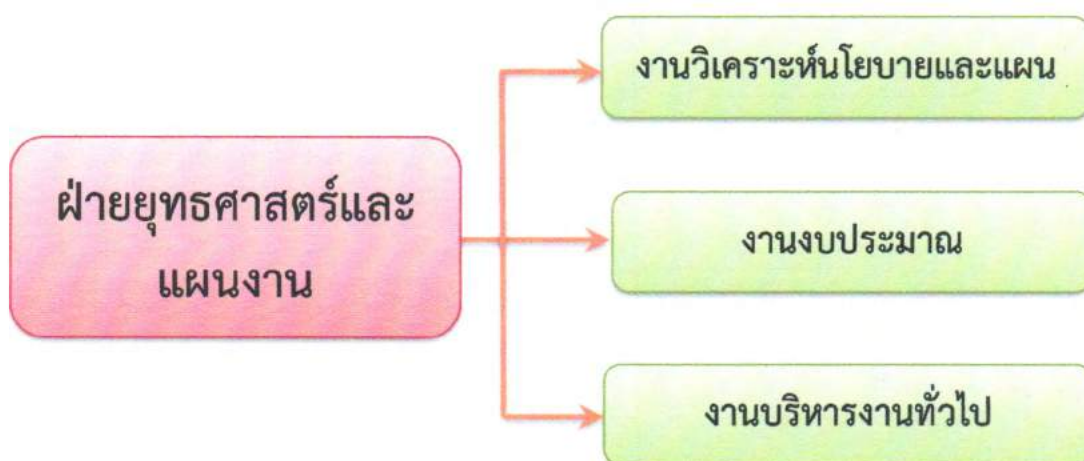 ฝ่ายยุทธศาสตร์และ
แผนงาน
งานวิเคราะห์นโยบายและแผน
งานงบประมาณ
งานบริหารงานทั่วไป